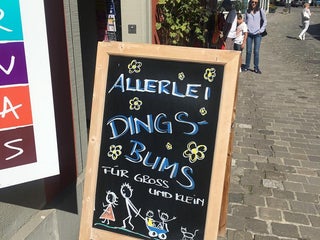 R
N
A
S
ALLERLEI
DINGS-
BUMS
FÜR GROSS
UND KLEIN